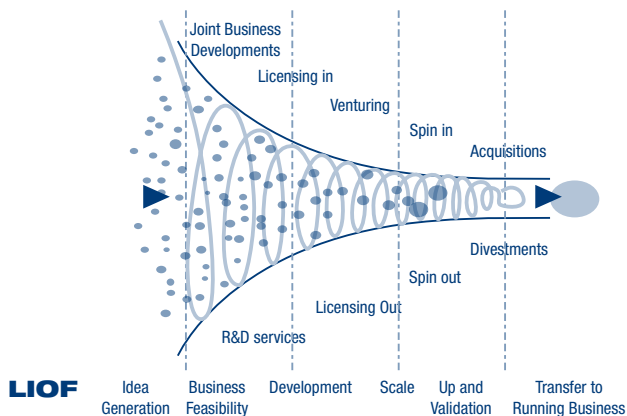 Joint Business
Developments
Licensing in
Venturing
Spin in
Acquisitions
Divestments
Spin out
Licensing Out
R&D services
LIOF
Idea
Generation
Business
Feasibility
Development
Scale
Up and
Validation
Transfer to
Running Business